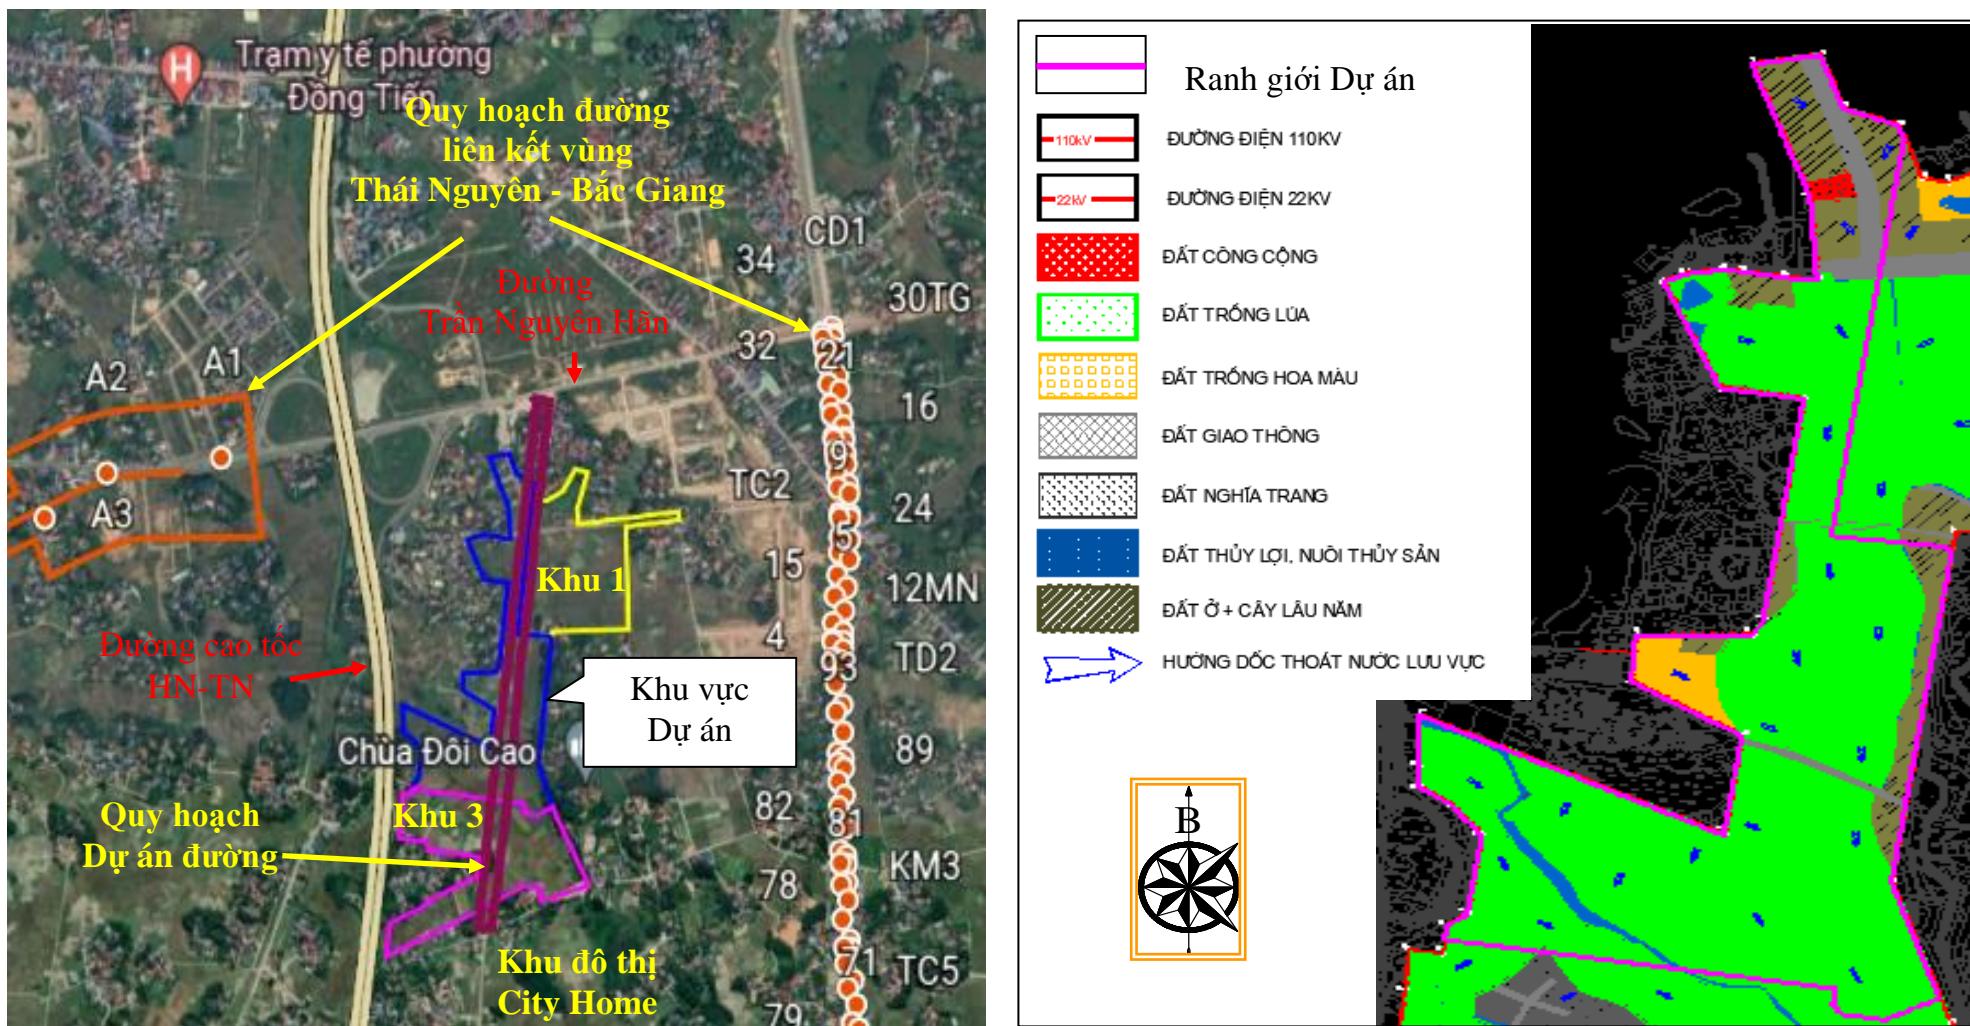 Trạm y tế phường
Đồng Tiến
Quy hoạch đường
liên kết vùng
Thái Nguyên - Bắc Giang
CD1
34
30TG
Đường
Trần Nguyên Hãn
32
21
A2
A1
16
9
TC2
24
A3
5
15
Khu 1
12MN
4
Đường cao tốc
HN-TN
93
TD2
Khu vực
Dự án
Chùa Đôi Cao
89
82
81
Khu 3
Quy hoạch
Dự án đường
KM3
78
Khu đô thị
City Home
71
TC5
79
Ranh giới Dự án
110kV
ĐƯỜNG ĐIỆN 110KV
22kV
ĐƯỜNG ĐIỆN 22KV
ĐẤT CÔNG CỘNG
ĐẤT TRỒNG LÚA
ĐẤT TRỒNG HOA MÀU
ĐẤT GIAO THÔNG
ĐẤT NGHĨA TRANG
ĐẤT THỦY LỢI, NUÔI THỦY SẢN
ĐẤT Ở + CÂY LÂU NĂM
HƯỚNG DỐC THOÁT NƯỚC LƯU VỰC
B